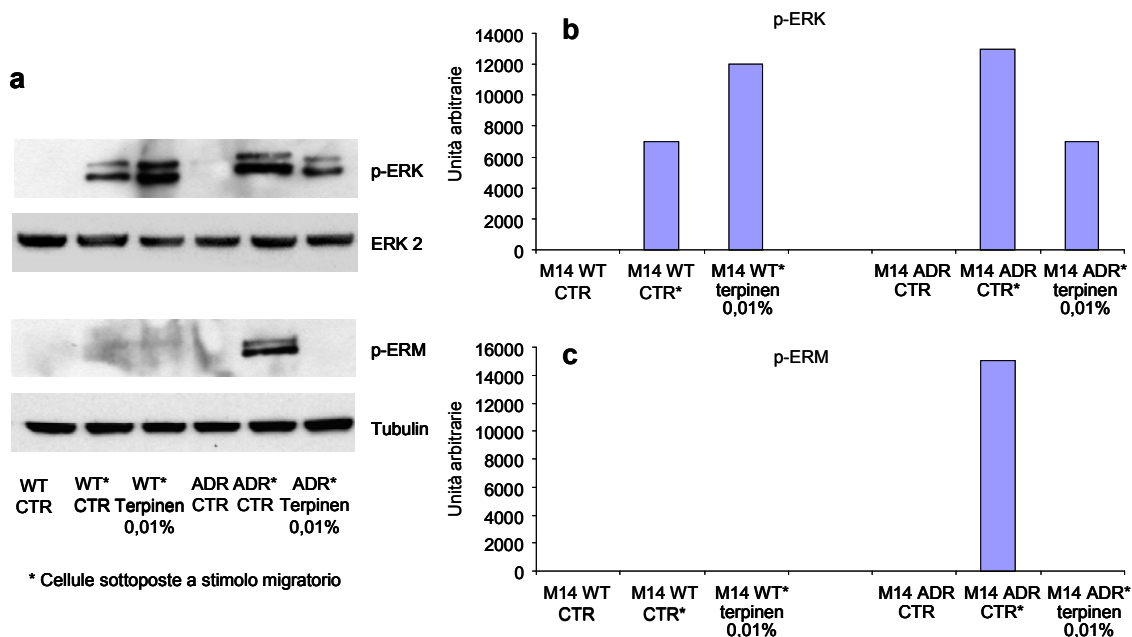 a
p-ERK
ERK 2
p-ERM
Tubulin
WT CTR
WT* CTR
WT* Terpinen 0,01%
ADR CTR
ADR* CTR
ADR* Terpinen 0,01%
* Cellule sottoposte a stimolo migratorio
b
p-ERK
Unità arbitrarie
14000
12000
10000
8000
6000
4000
2000
0
M14 WT CTR
M14 WT CTR*
M14 WT* terpinen 0,01%
M14 ADR CTR
M14 ADR CTR*
M14 ADR* terpinen 0,01%
c
p-ERM
Unità arbitrarie
16000
14000
15000
10000
8000
6000
4000
2000
0
M14 WT CTR
M14 WT CTR*
M14 WT* terpinen 0,01%
M14 ADR CTR
M14 ADR CTR*
M14 ADR* terpinen 0,01%